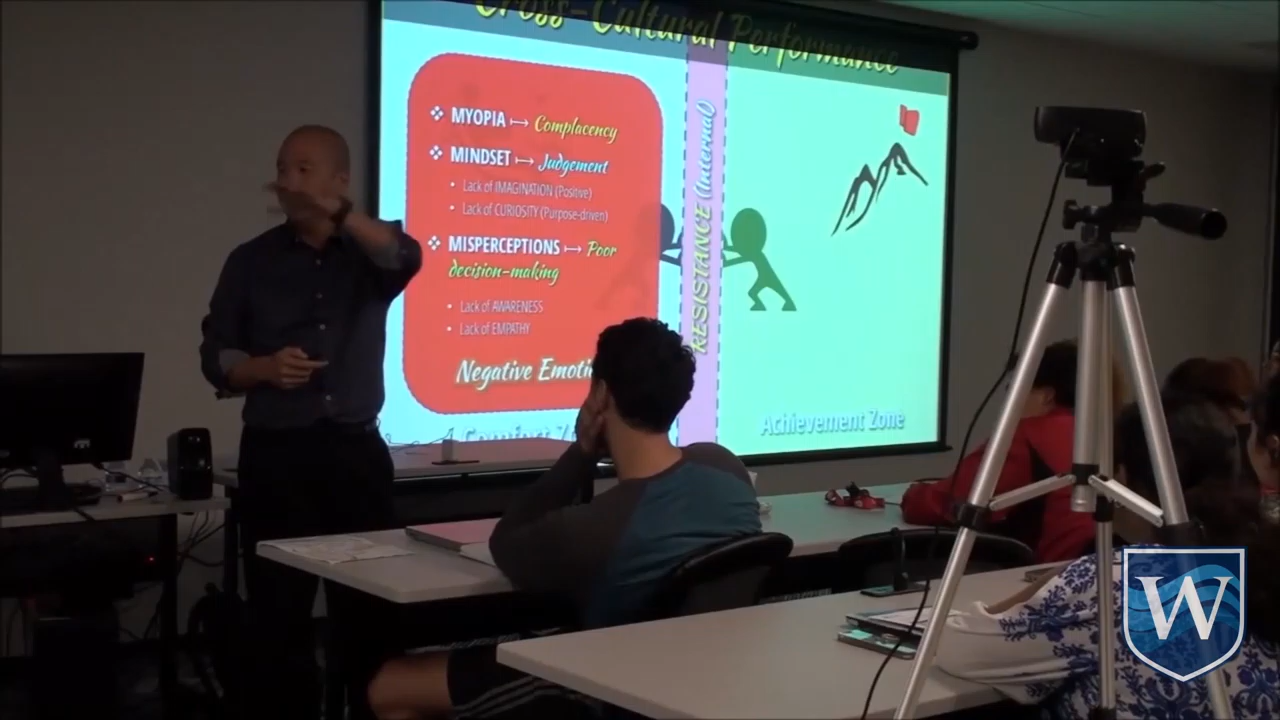 Cross-Cultural Performance
❖ MYOPIA ↦ Complacency
❖ MINDSET ↦ Judgement
• Lack of IMAGINATION (Positive)
• Lack of CURIOSITY (Purpose-driven)
❖ MISPERCEPTIONS ↦ Poor
decision-making
• Lack of AWARENESS
• Lack of EMPATHY
Negative Emoti
RESISTANCE (Internal)
Comfort Z
Achievement Zone
W